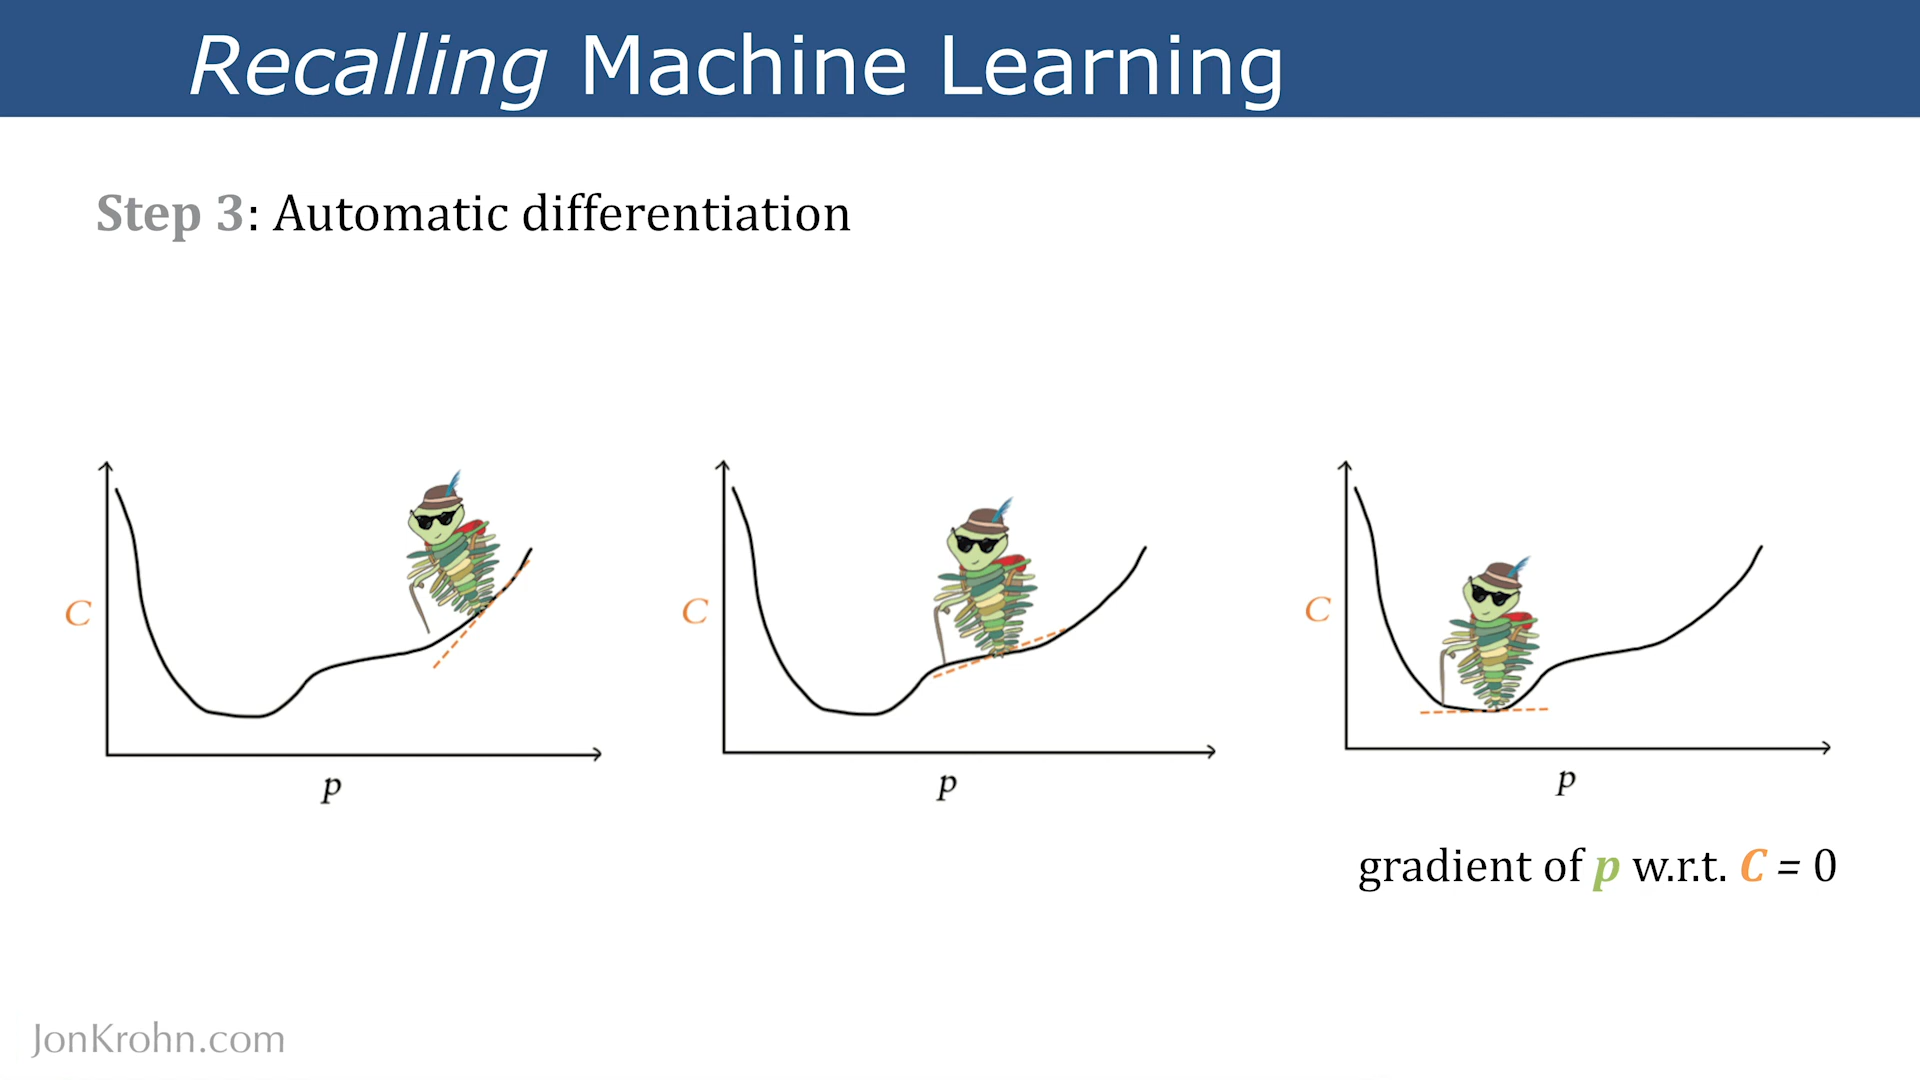 Recalling Machine Learning
Step 3: Automatic differentiation
C
p
C
p
C
p
gradient of p w.r.t. C = 0
JonKrohn.com